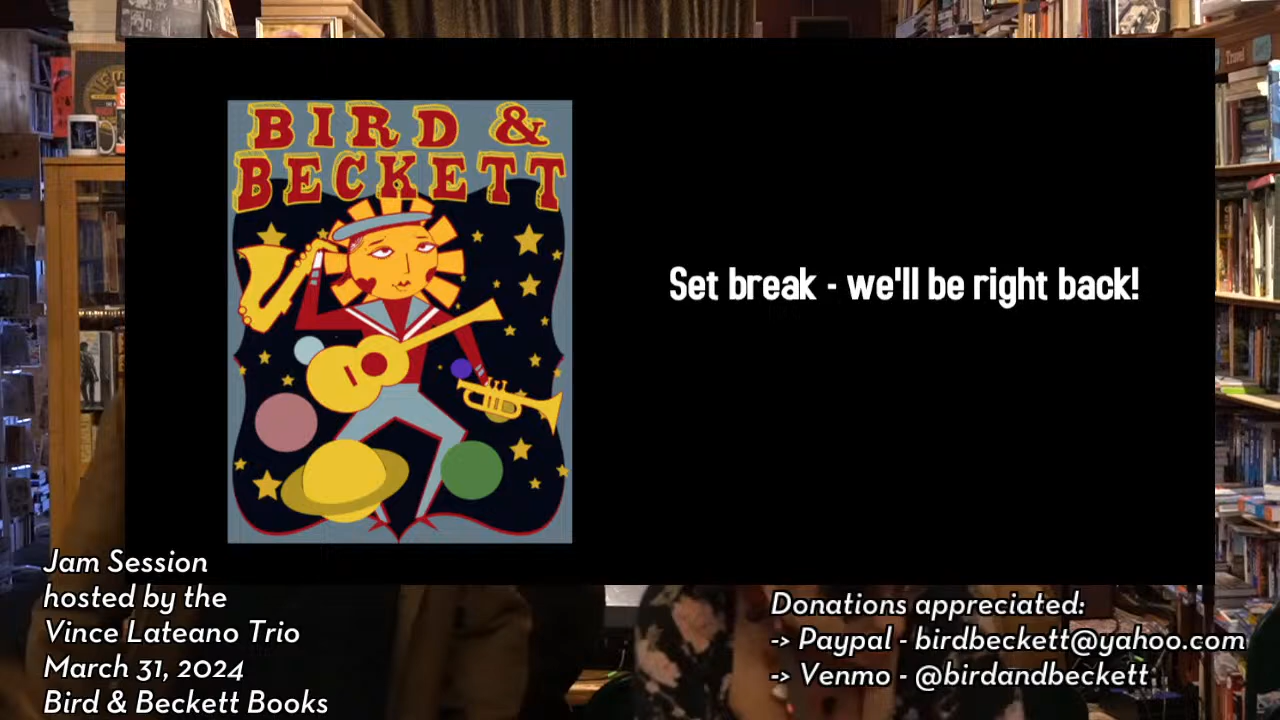 BIRD &
BECKETT
Set break - we'll be right back!
Travel
Jam Session
hosted by the
Vince Lateano Trio
March 31, 2024
Bird & Beckett Books
Donations appreciated:
-> Paypal - birdbeckett@yahoo.com
-> Venmo - @birdandbeckett